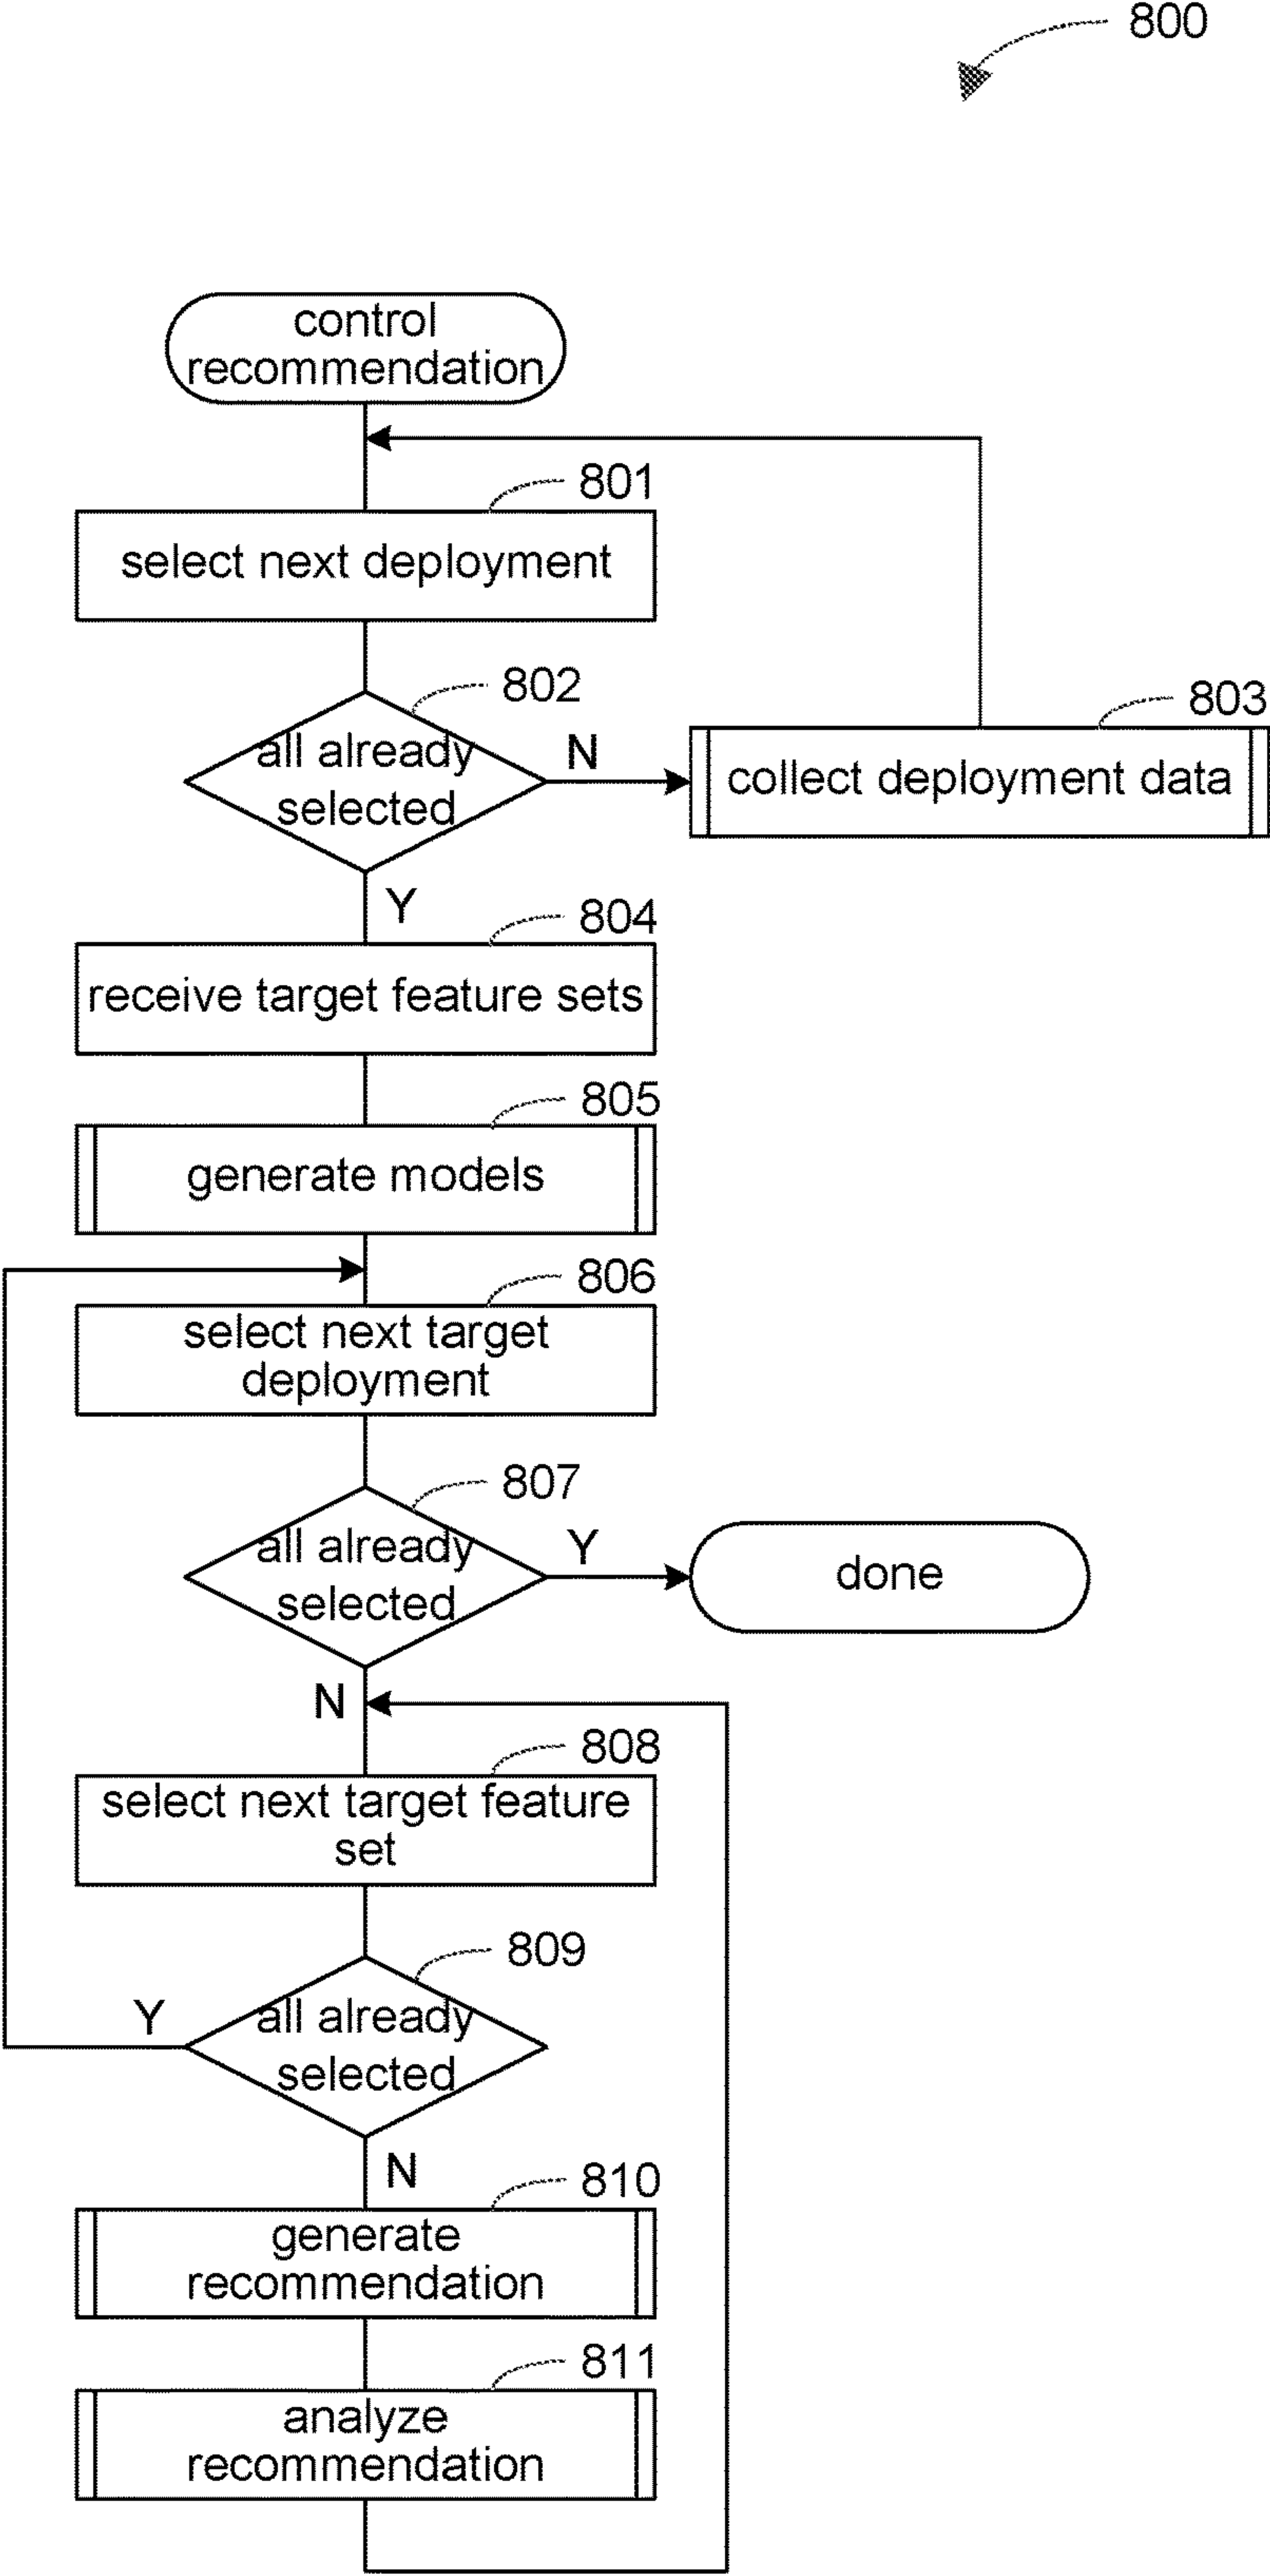 800
control
recommendation
801
select next deployment
802
all already
selected
N
803
collect deployment data
Y
804
receive target feature sets
805
generate models
806
select next target
deployment
807
all already
selected
Y
done
N
808
select next target feature
set
809
all already
selected
Y
N
810
generate
recommendation
811
analyze
recommendation